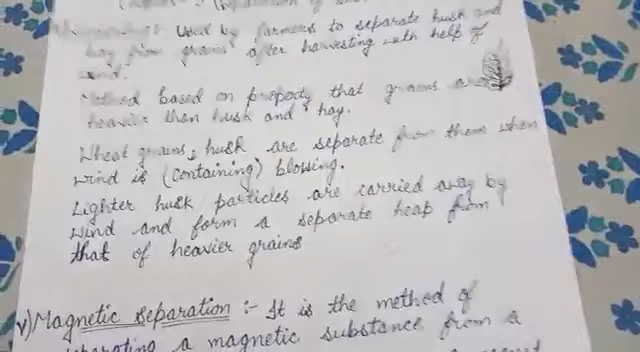 Used by farmers to separate husk and
hay from grains after harvesting with help of
wind.
Method based on property that grains are
heavier than husk and hay.
Wheat grains, husk are separate from them when
wind is (containing) blowing.
Lighter husk particles are carried away by
wind and form a separate heap from
that of heavier grains
v) Magnetic separation :- It is the method of
separating a magnetic substance from a